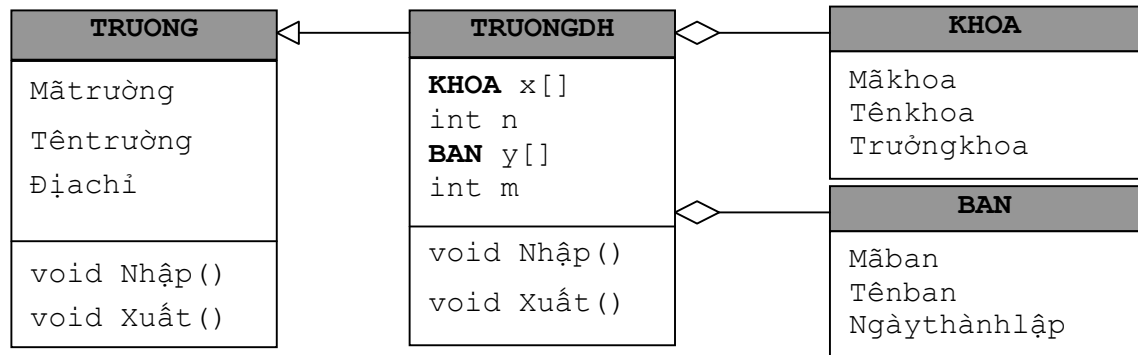 TRUONG
Mãtrường
Têntrường
Địachỉ
void Nhập()
void Xuất()
TRUONGDH
KHOA x[]
int n
BAN y[]
int m
void Nhập()
void Xuất()
KHOA
Mãkhoa
Tênkhoa
Trưởngkhoa
BAN
Mãban
Tênban
Ngàythànhlập